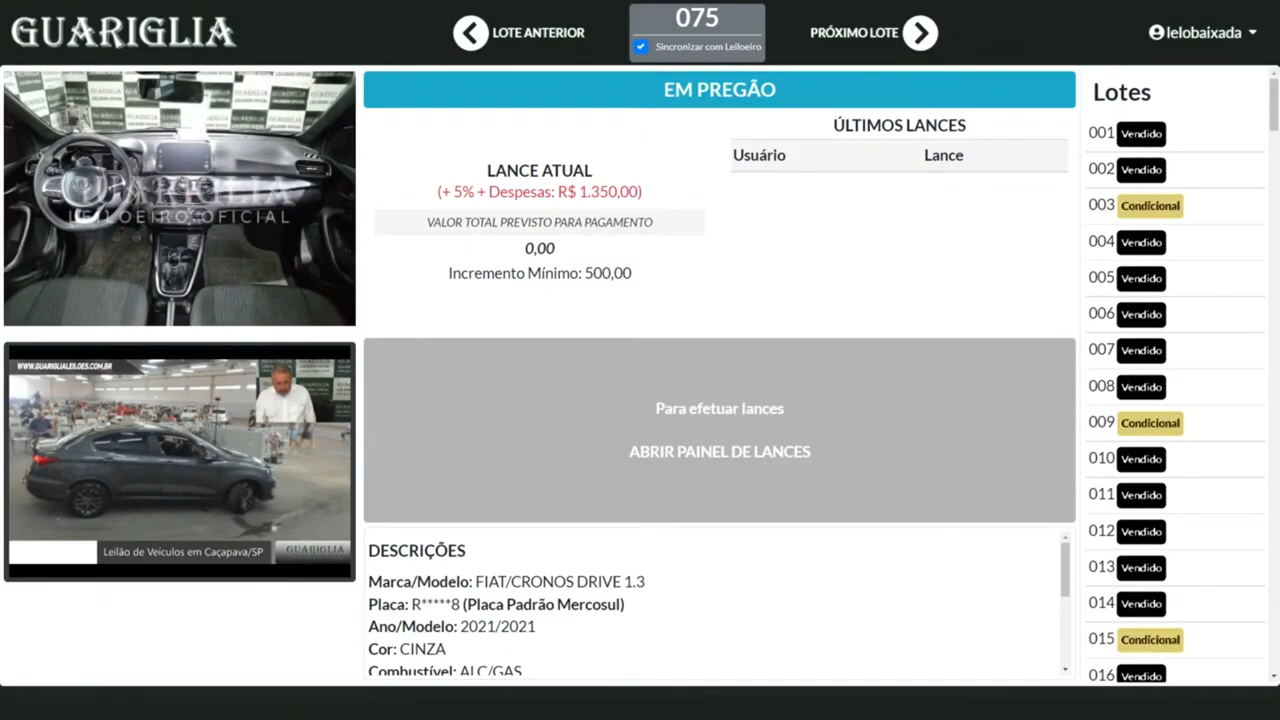 GUARIGLIA
LOTE ANTERIOR
075
Sincronizar com Leiloeiro
PRÓXIMO LOTE
lelobaixada
GUARIGLIA
LEILOEIRO OFICIAL
EM PREGÃO
LANCE ATUAL
(+ 5% + Despesas: R$ 1.350,00)
VALOR TOTAL PREVISTO PARA PAGAMENTO
0,00
Incremento Mínimo: 500,00
ÚLTIMOS LANCES
Usuário Lance
WWW.GUARIGLIALEILOES.COM.BR
GUARIGLIA
Leilão de Veículos em Caçapava/SP
GUARIGLIA
Para efetuar lances
ABRIR PAINEL DE LANCES
DESCRIÇÕES
Marca/Modelo: FIAT/CRONOS DRIVE 1.3
Placa: R*****8 (Placa Padrão Mercosul)
Ano/Modelo: 2021/2021
Cor: CINZA
Combustível: ALC/GAS
Lotes
001 Vendido
002 Vendido
003 Condicional
004 Vendido
005 Vendido
006 Vendido
007 Vendido
008 Vendido
009 Condicional
010 Vendido
011 Vendido
012 Vendido
013 Vendido
014 Vendido
015 Condicional
016 Vendido